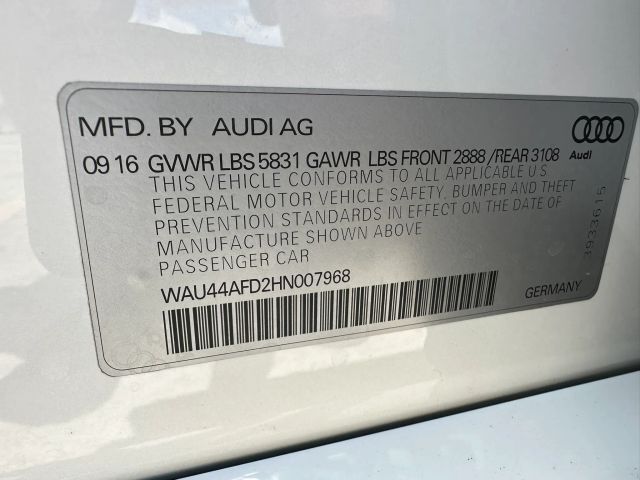 MFD. BY AUDI AG
09 16 GVWR LBS 5831 GAWR LBS FRONT 2888 /REAR 3108
Audi
THIS VEHICLE CONFORMS TO ALL APPLICABLE U S
FEDERAL MOTOR VEHICLE SAFETY, BUMPER AND THEFT
PREVENTION STANDARDS IN EFFECT ON THE DATE OF
MANUFACTURE SHOWN ABOVE
PASSENGER CAR
3933615
WAU44AFD2HN007968
GERMANY